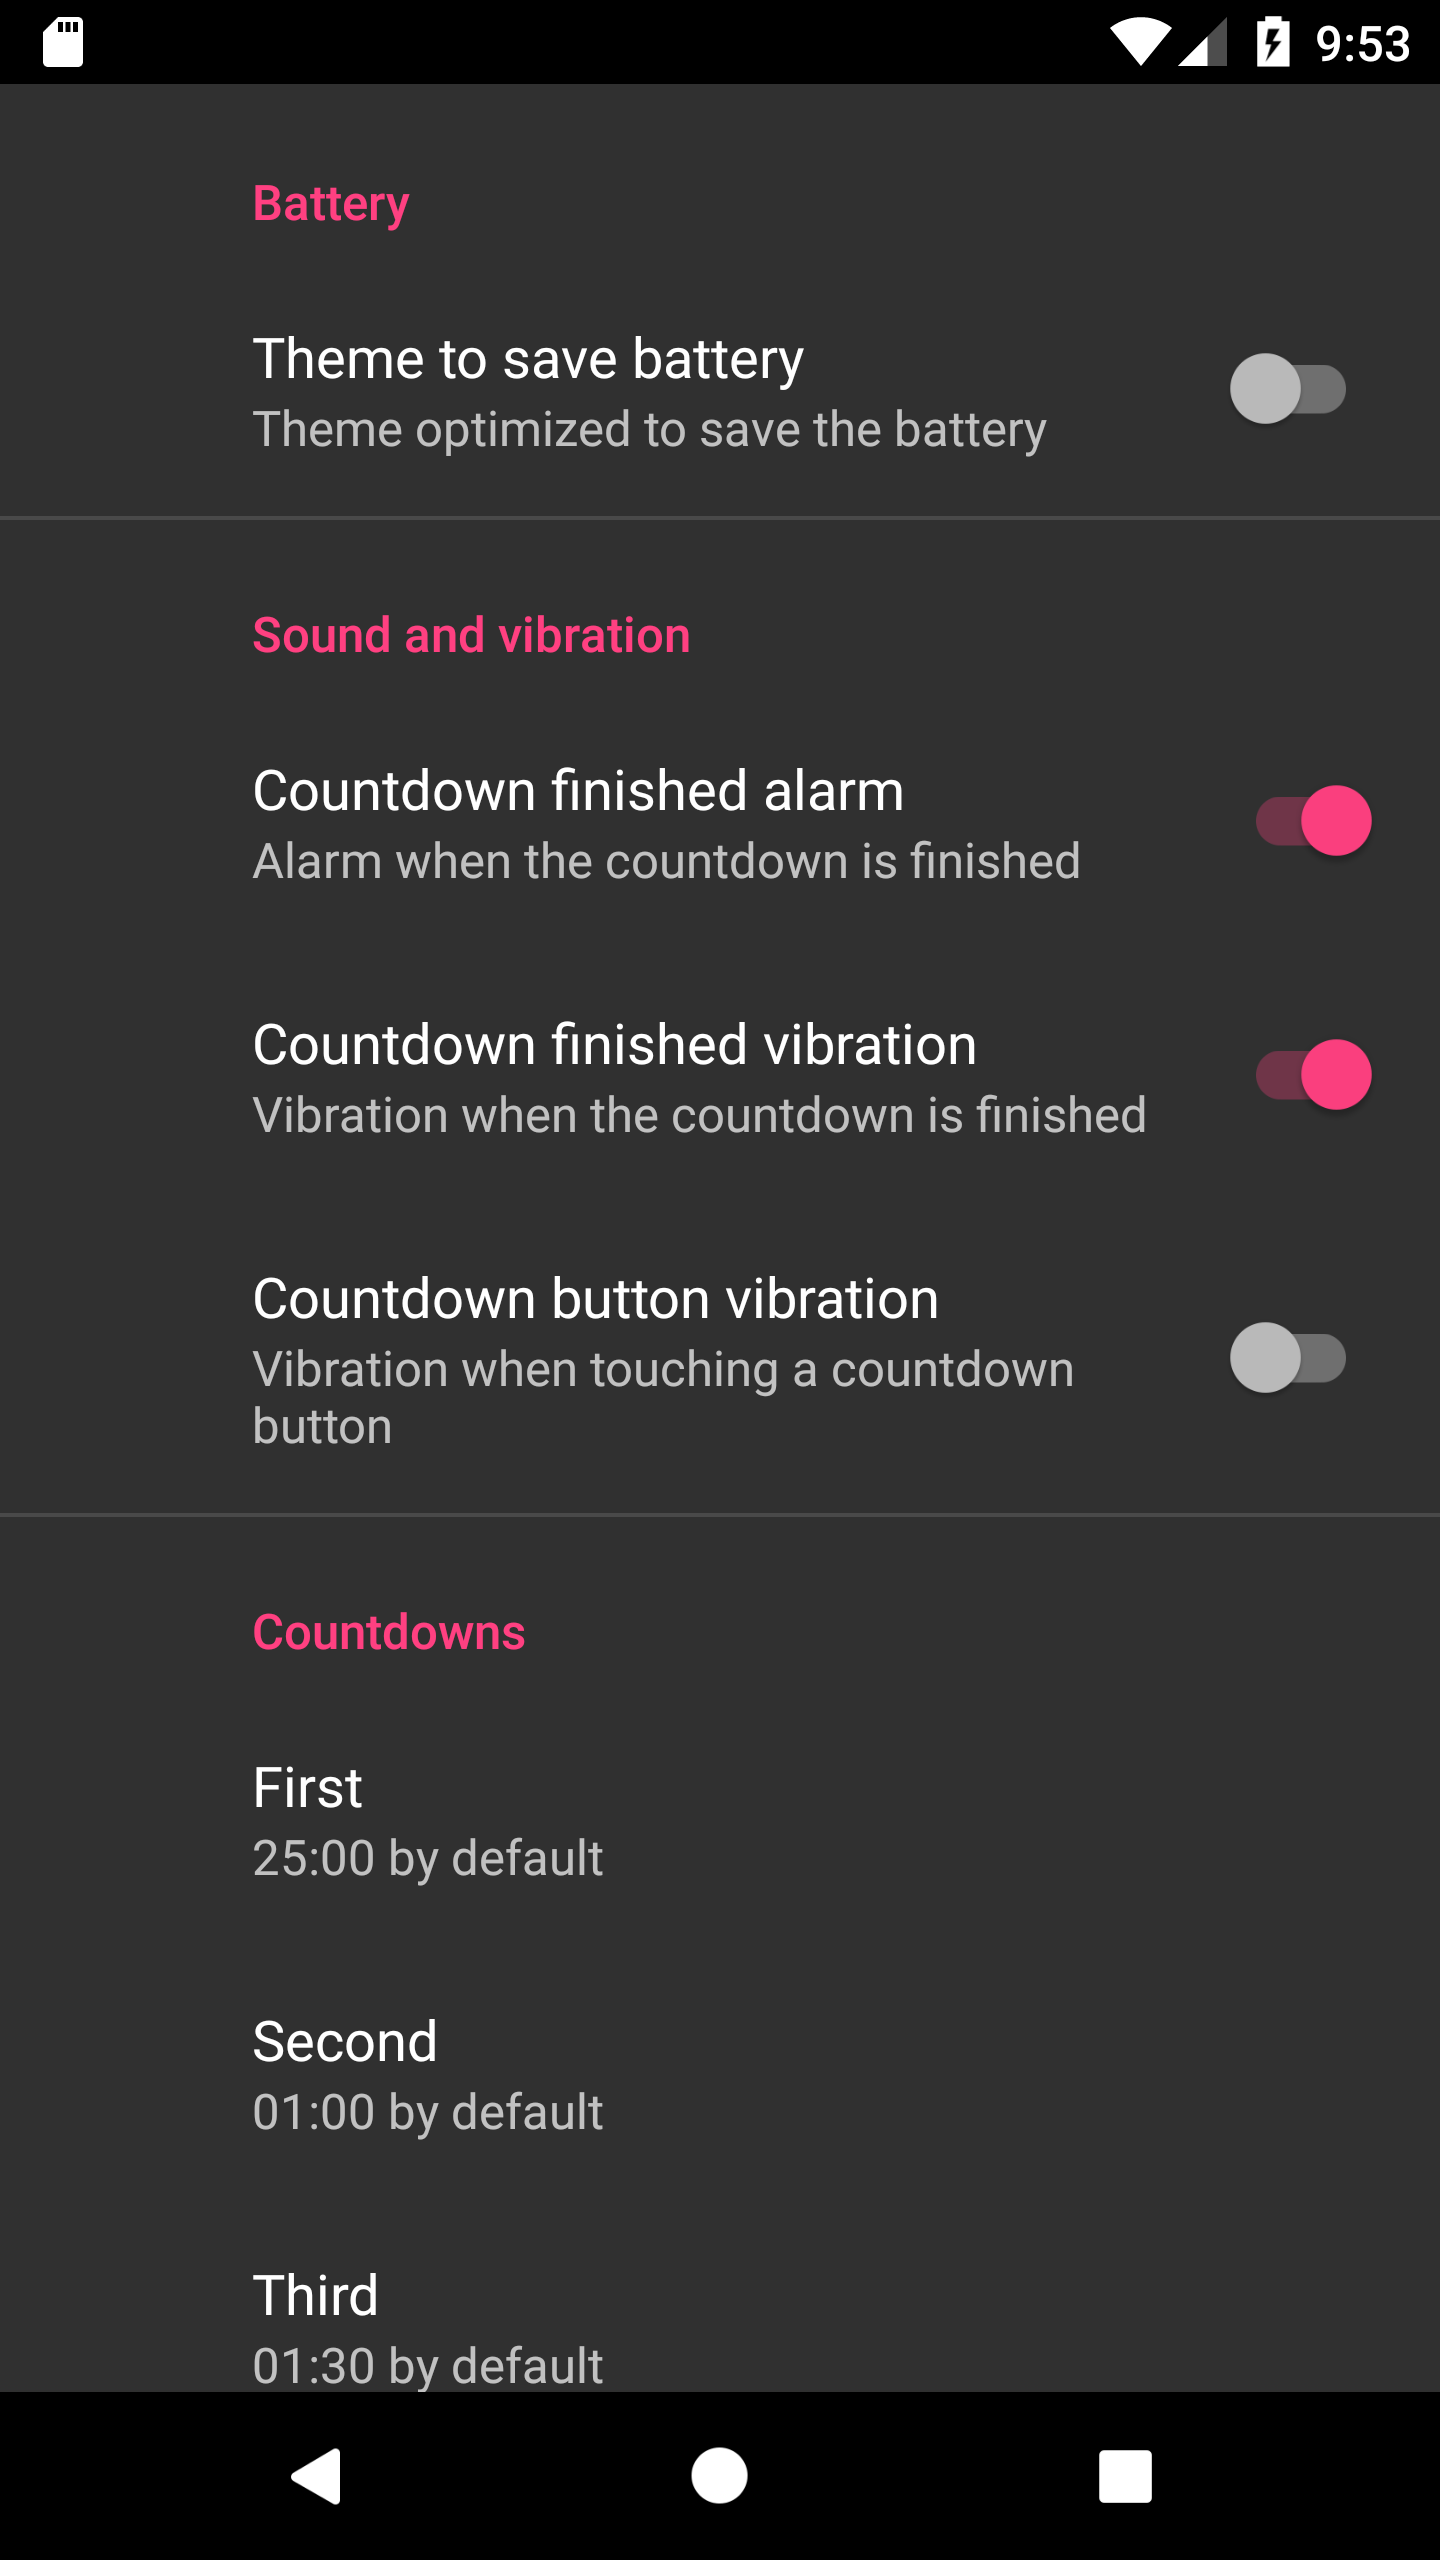 9:53
Battery
Theme to save battery
Theme optimized to save the battery
Sound and vibration
Countdown finished alarm
Alarm when the countdown is finished
Countdown finished vibration
Vibration when the countdown is finished
Countdown button vibration
Vibration when touching a countdown
button
Countdowns
First
25:00 by default
Second
01:00 by default
Third
01:30 by default